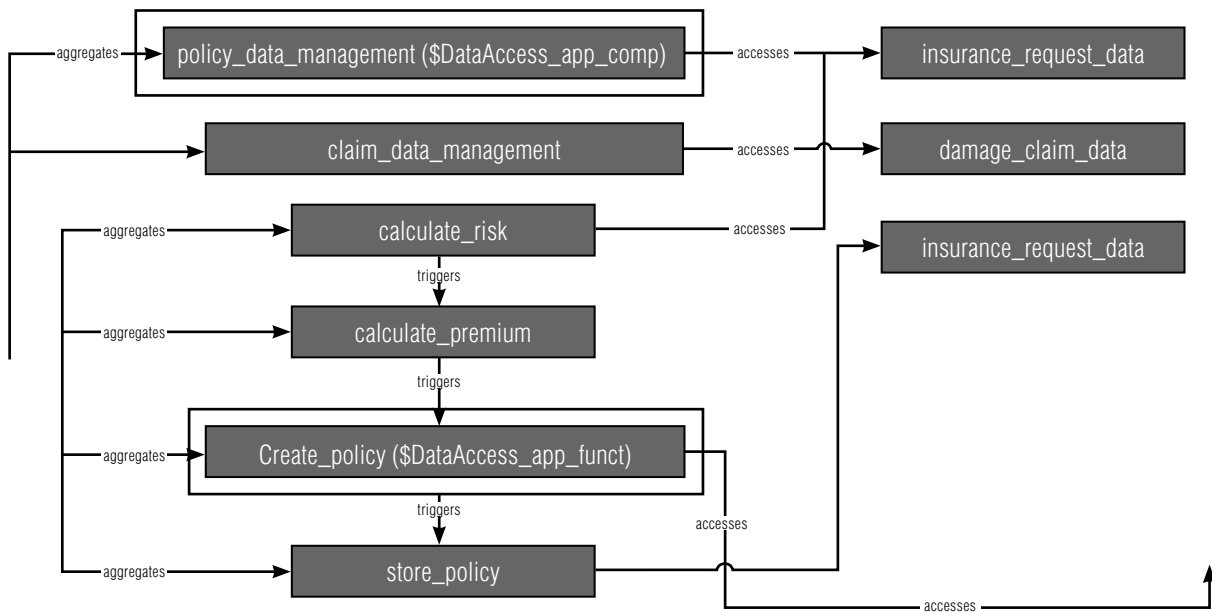 aggregates
policy_data_management ($DataAccess_app_comp)
accesses
insurance_request_data
claim_data_management
accesses
damage_claim_data
aggregates
calculate_risk
accesses
insurance_request_data
triggers
aggregates
calculate_premium
triggers
aggregates
Create_policy ($DataAccess_app_funct)
triggers
accesses
aggregates
store_policy
accesses